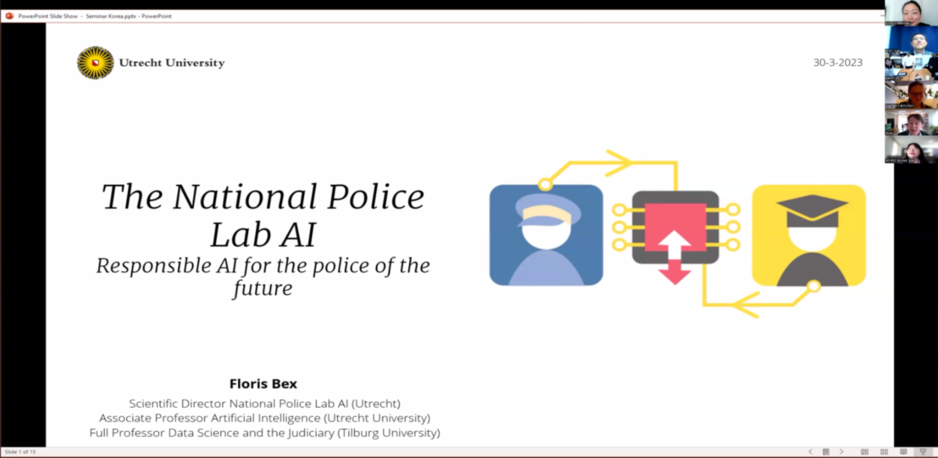 PowerPoint Slide Show - Seminar Korea.pptx - PowerPoint
Utrecht University
30-3-2023
The National Police
Lab AI
Responsible AI for the police of the
future
Floris Bex
Scientific Director National Police Lab AI (Utrecht)
Associate Professor Artificial Intelligence (Utrecht University)
Full Professor Data Science and the Judiciary (Tilburg University)
Slide 1 of 15